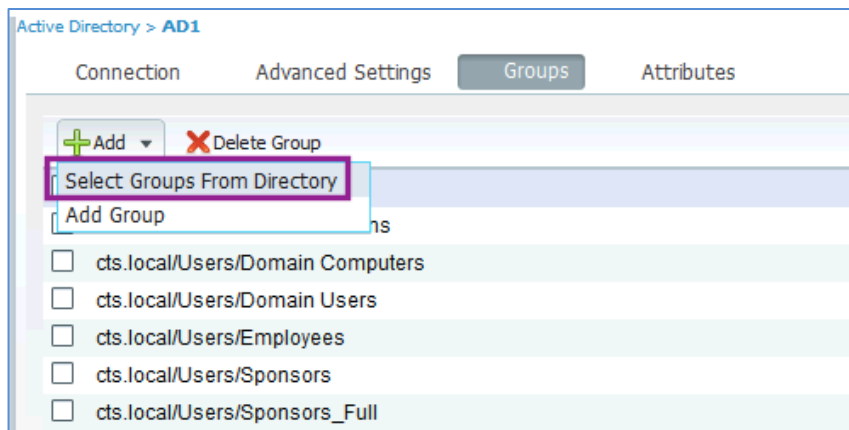 Active Directory > AD1
Connection Advanced Settings Groups Attributes
Add Delete Group
Select Groups From Directory
Add Group
ns
cts.local/Users/Domain Computers
cts.local/Users/Domain Users
cts.local/Users/Employees
cts.local/Users/Sponsors
cts.local/Users/Sponsors_Full